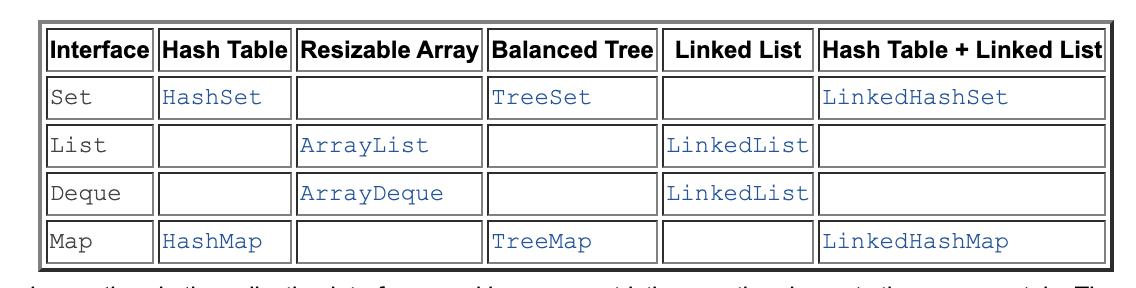 Interface Hash Table Resizable Array Balanced Tree Linked List Hash Table + Linked List
Set HashSet TreeSet LinkedHashSet
List ArrayList LinkedList
Deque ArrayDeque LinkedList
Map HashMap TreeMap LinkedHashMap